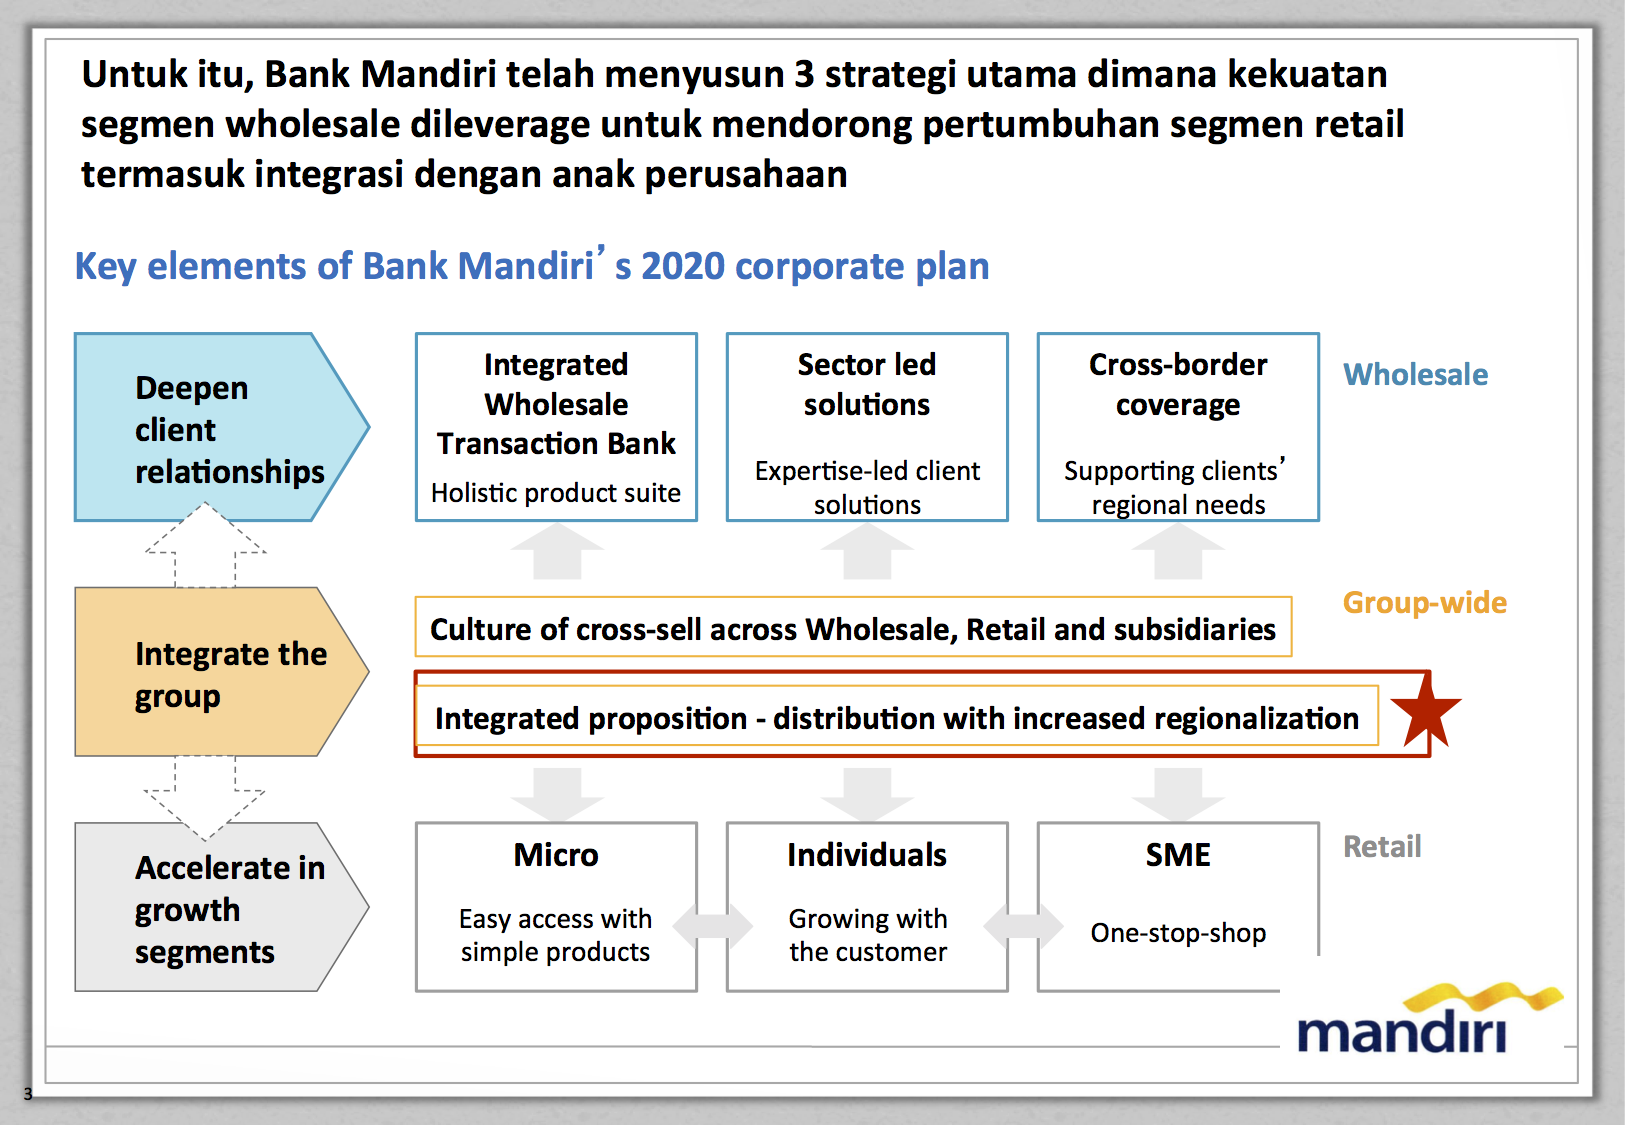 Untuk itu, Bank Mandiri telah menyusun 3 strategi utama dimana kekuatan
segmen wholesale dileverage untuk mendorong pertumbuhan segmen retail
termasuk integrasi dengan anak perusahaan
Key elements of Bank Mandiri’s 2020 corporate plan
Deepen
client
relationships
Integrated
Wholesale
Transaction Bank
Holistic product suite
Sector led
solutions
Expertise-led client
solutions
Cross-border
coverage
Supporting clients’
regional needs
Wholesale
Integrate the
group
Culture of cross-sell across Wholesale, Retail and subsidiaries
Integrated proposition - distribution with increased regionalization
Group-wide
Accelerate in
growth
segments
Micro
Easy access with
simple products
Individuals
Growing with
the customer
SME
One-stop-shop
Retail
mandiri
3